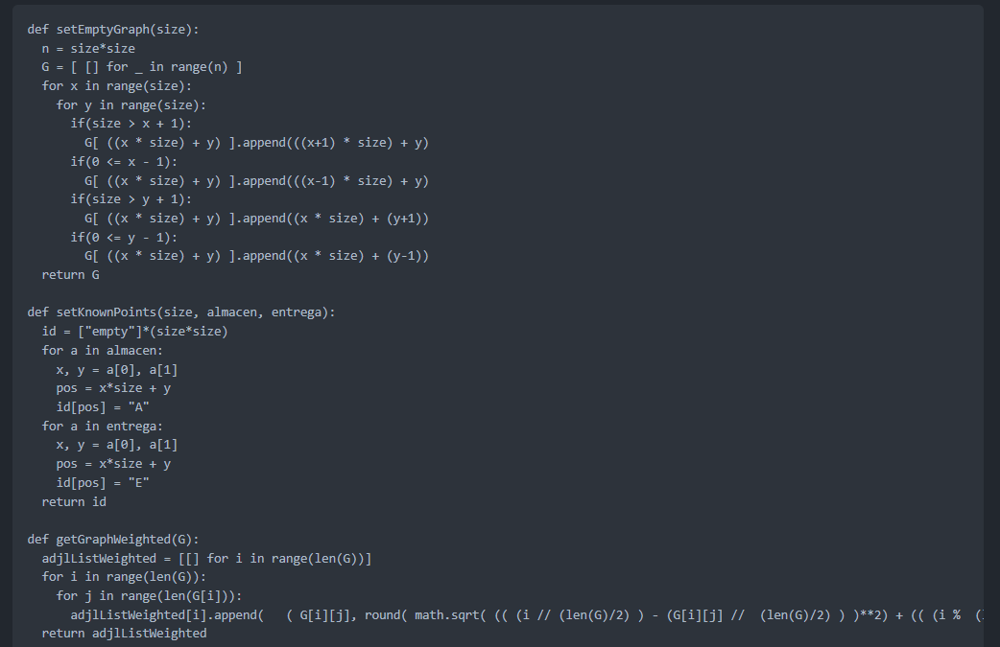 def setEmptyGraph(size):
  n = size*size
  G = [ [] for _ in range(n) ]
  for x in range(size):
    for y in range(size):
      if(size > x + 1):
        G[ ((x * size) + y) ].append(((x+1) * size) + y)
      if(0 <= x - 1):
        G[ ((x * size) + y) ].append(((x-1) * size) + y)
      if(size > y + 1):
        G[ ((x * size) + y) ].append((x * size) + (y+1))
      if(0 <= y - 1):
        G[ ((x * size) + y) ].append((x * size) + (y-1))
  return G

def setKnownPoints(size, almacen, entrega):
  id = ["empty"]*(size*size)
  for a in almacen:
    x, y = a[0], a[1]
    pos = x*size + y
    id[pos] = "A"
  for a in entrega:
    x, y = a[0], a[1]
    pos = x*size + y
    id[pos] = "E"
  return id

def getGraphWeighted(G):
  adjlListWeighted = [[] for i in range(len(G))]
  for i in range(len(G)):
    for j in range(len(G[i])):
      adjlListWeighted[i].append(   ( G[i][j], round( math.sqrt( (( (i // (len(G)/2) ) - (G[i][j] //  (len(G)/2) ) )**2) + (( (i %  (
  return adjlListWeighted